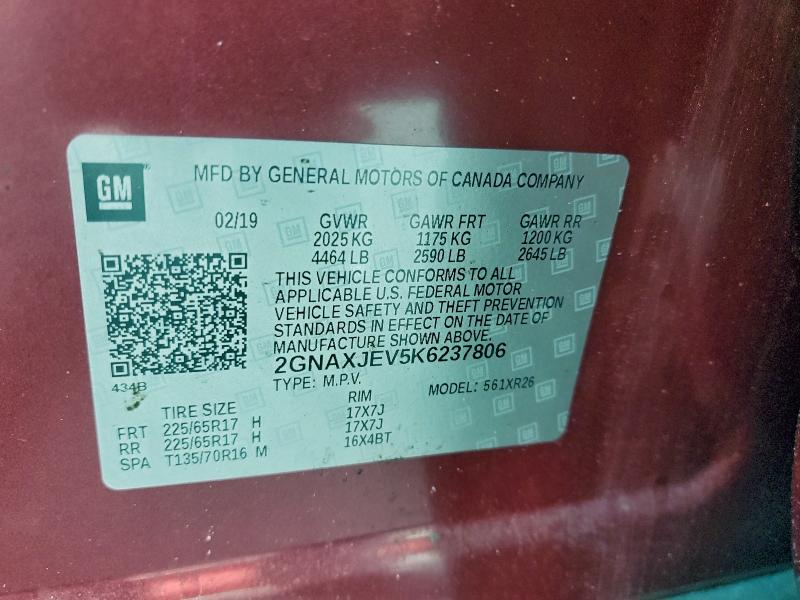 GM
MFD BY GENERAL MOTORS OF CANADA COMPANY
02/19 GVWR GAWR FRT GAWR RR
2025 KG 1175 KG 1200 KG
4464 LB 2590 LB 2645 LB
THIS VEHICLE CONFORMS TO ALL
APPLICABLE U.S. FEDERAL MOTOR
VEHICLE SAFETY AND THEFT PREVENTION
STANDARDS IN EFFECT ON THE DATE OF
MANUFACTURE SHOWN ABOVE.
2GNAXJEV5K6237806
434B
TYPE: M.P.V. MODEL: 561XR26
TIRE SIZE RIM
FRT 225/65R17 H 17X7J
RR 225/65R17 H 17X7J
SPA T135/70R16 M 16X4BT